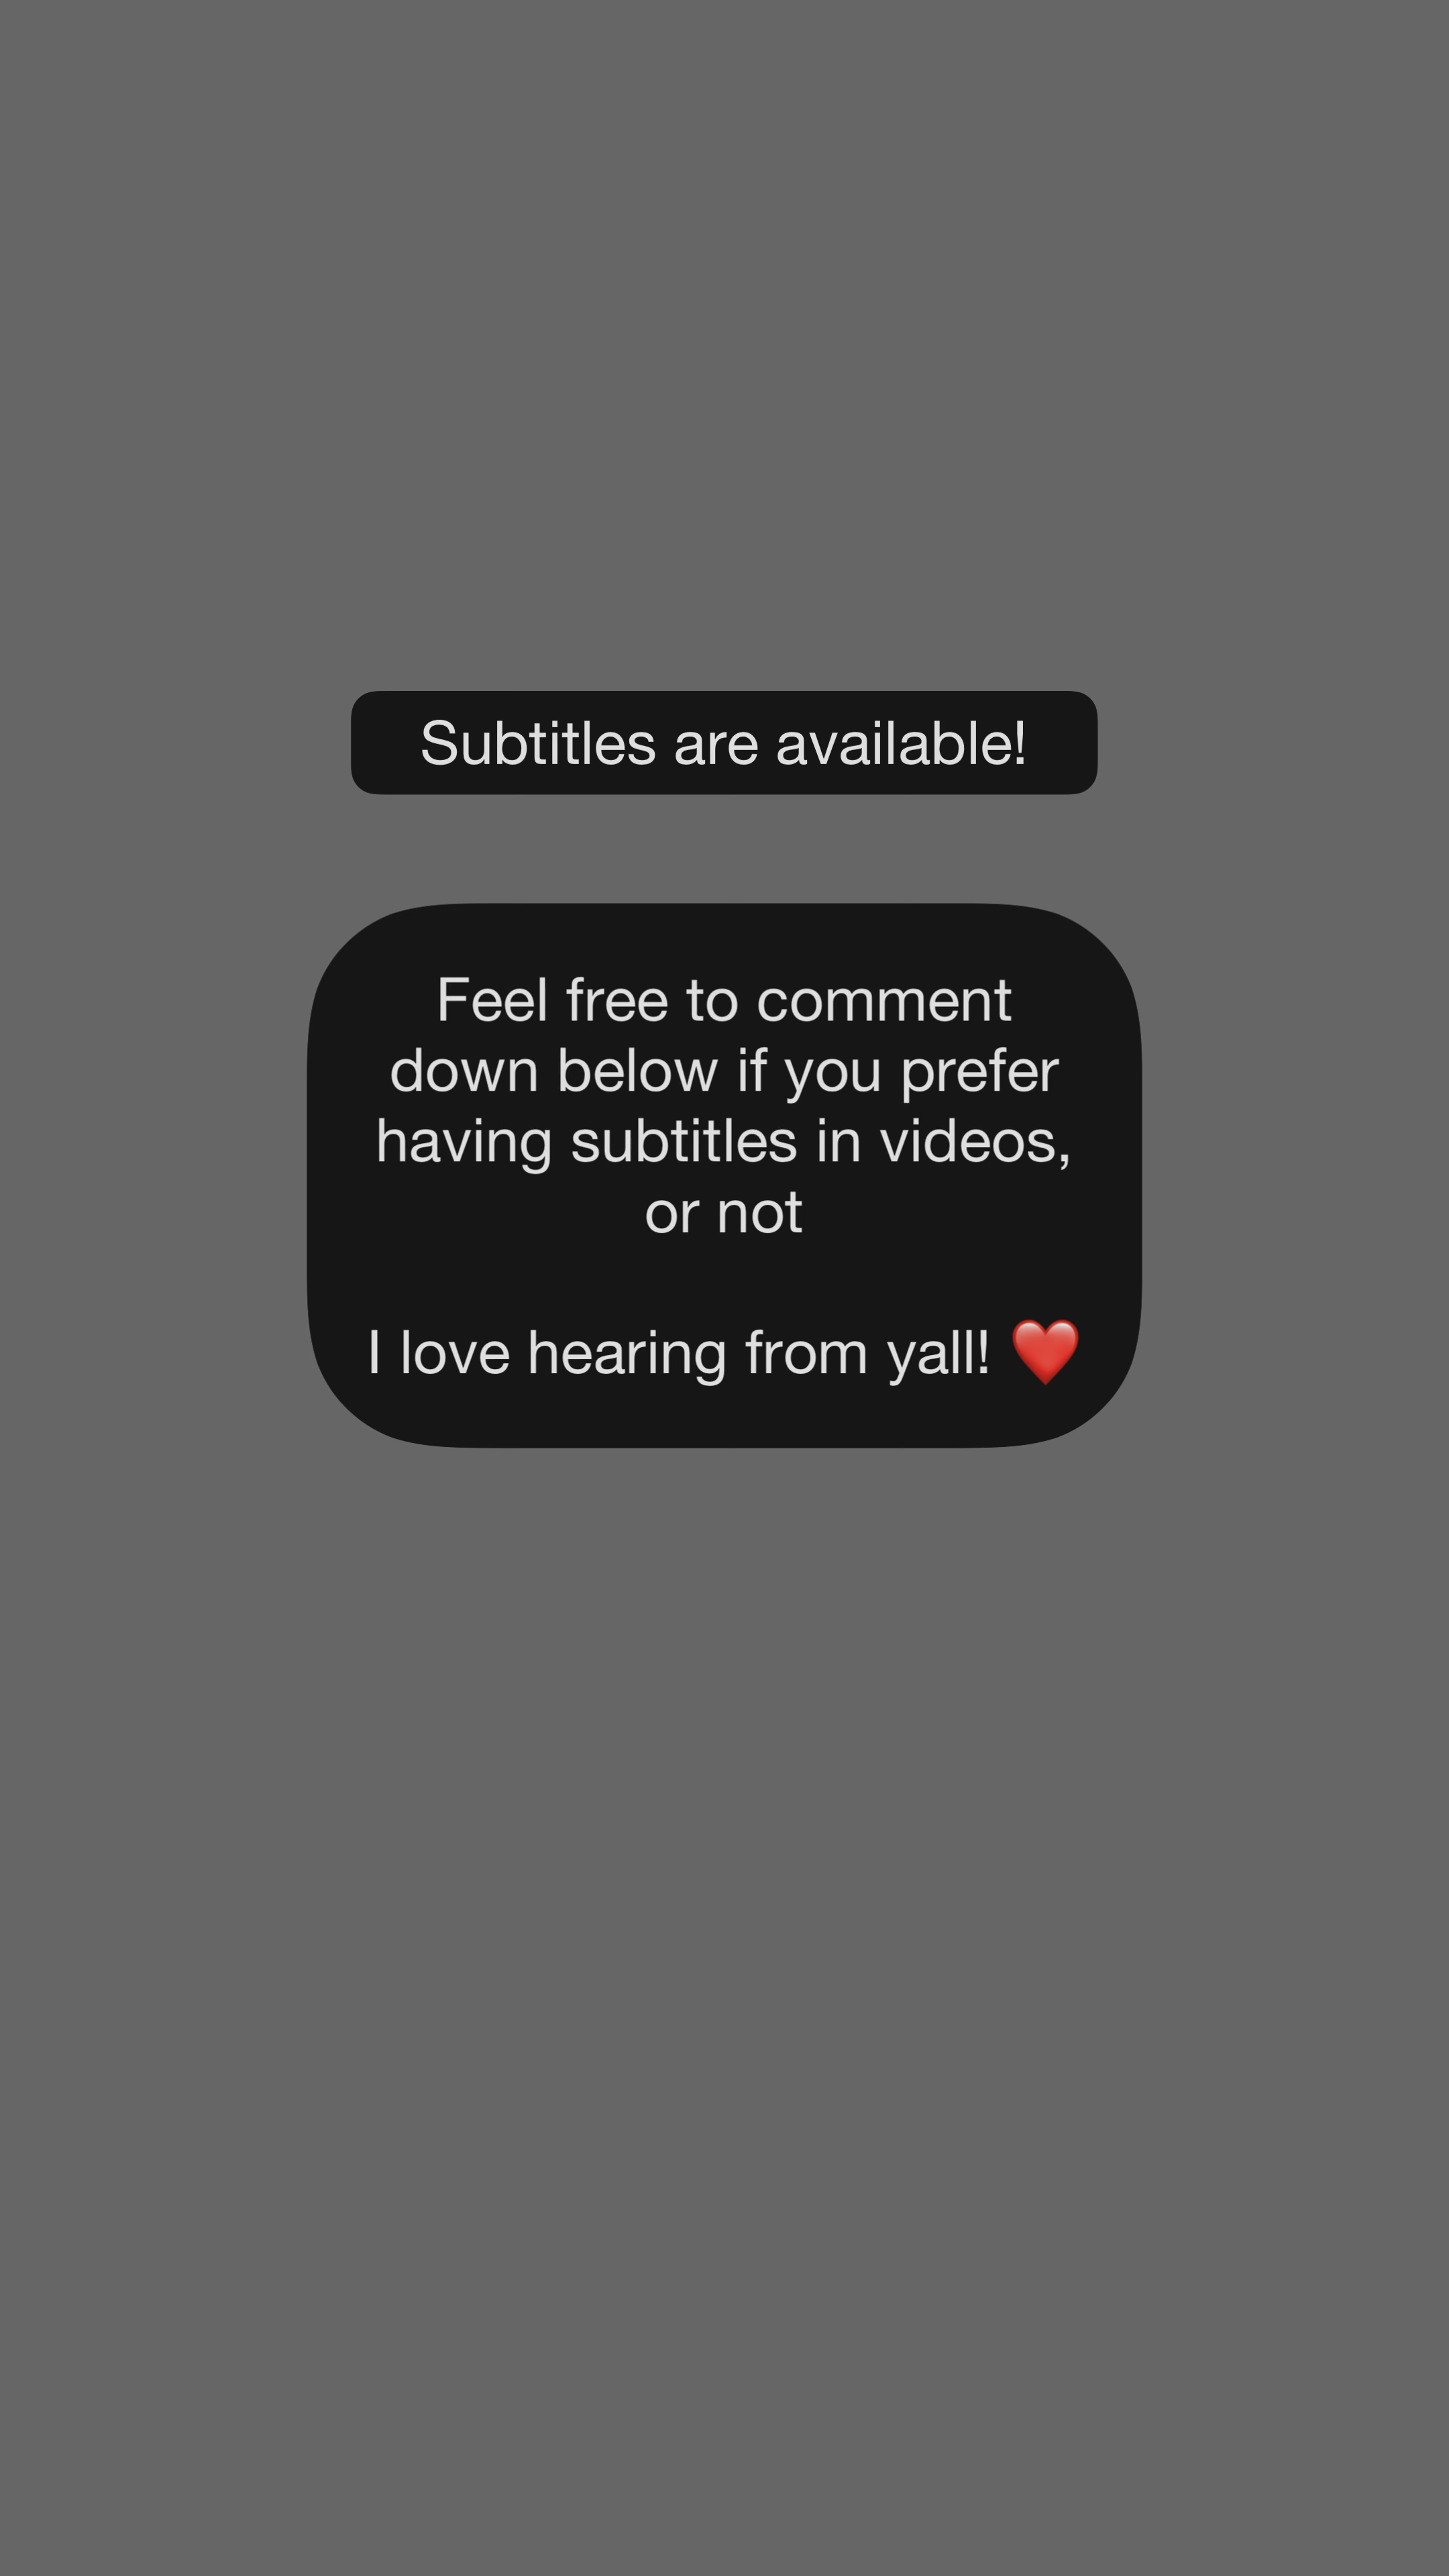 Subtitles are available!
Feel free to comment
down below if you prefer
having subtitles in videos,
or not
I love hearing from yall! ❤️